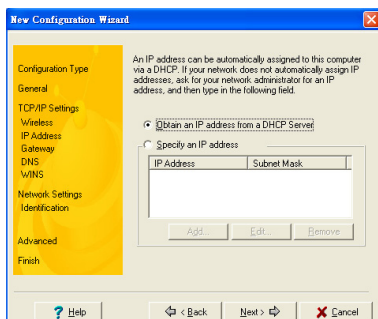 New Configuration Wizard
Configuration Type
General
TCP/IP Settings
Wireless
IP Address
Gateway
DNS
WINS
Network Settings
Identification
Advanced
Finish
An IP address can be automatically assigned to this computer
via a DHCP. If your network does not automatically assign IP
addresses, ask for your network administrator for an IP
address, and then type in the following field.
Obtain an IP address from a DHCP Server
Specify an IP address
IP Address Subnet Mask
Add... Edit... Remove
Help < Back Next > Cancel